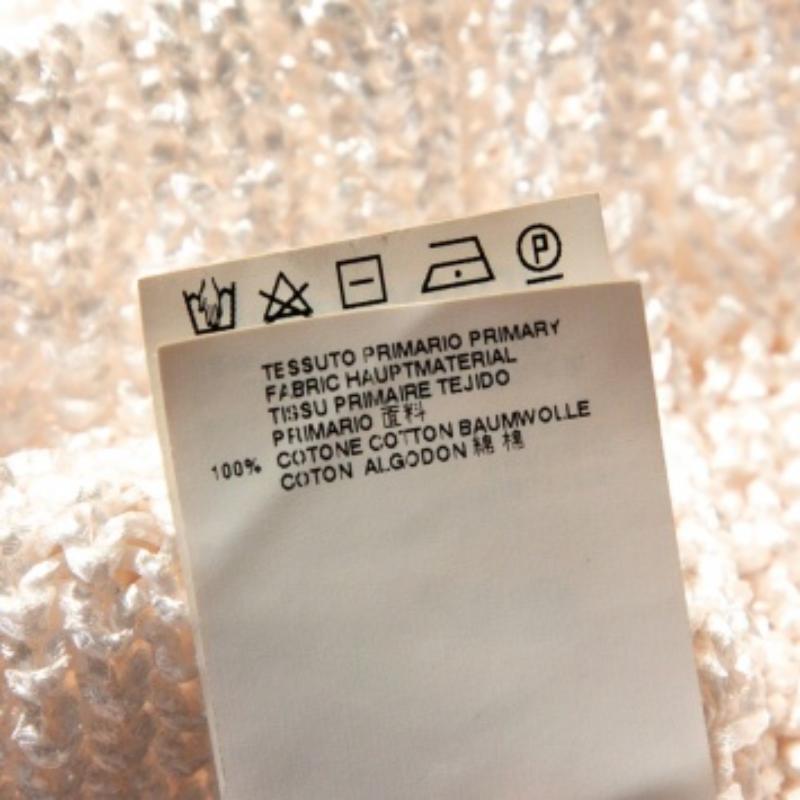 P
TESSUTO PRIMARIO PRIMARY
FABRIC HAUPTMATERIAL
TISSU PRIMAIRE TEJIDO
PRIMARIO 面料
100% COTONE COTTON BAUMWOLLE
COTON ALGODON 綿 棉